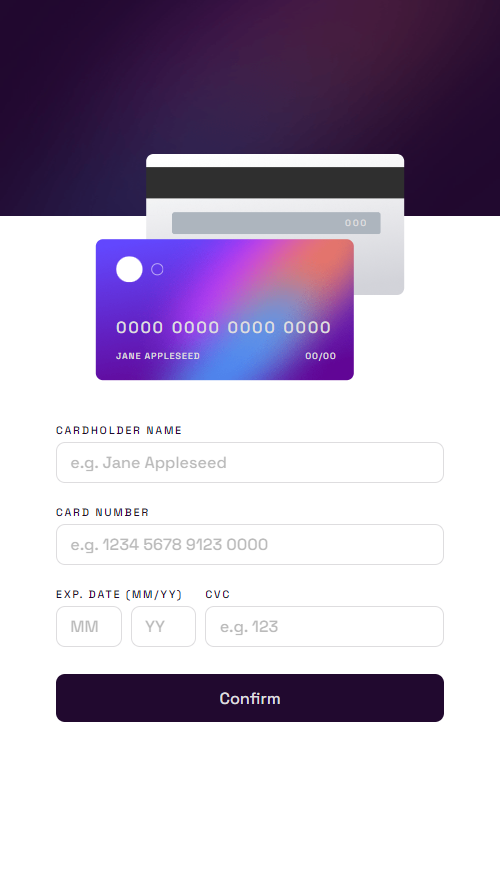 000
0000 0000 0000 0000
JANE APPLESEED 00/00
CARDHOLDER NAME
e.g. Jane Appleseed
CARD NUMBER
e.g. 1234 5678 9123 0000
EXP. DATE (MM/YY) CVC
MM YY e.g. 123
Confirm